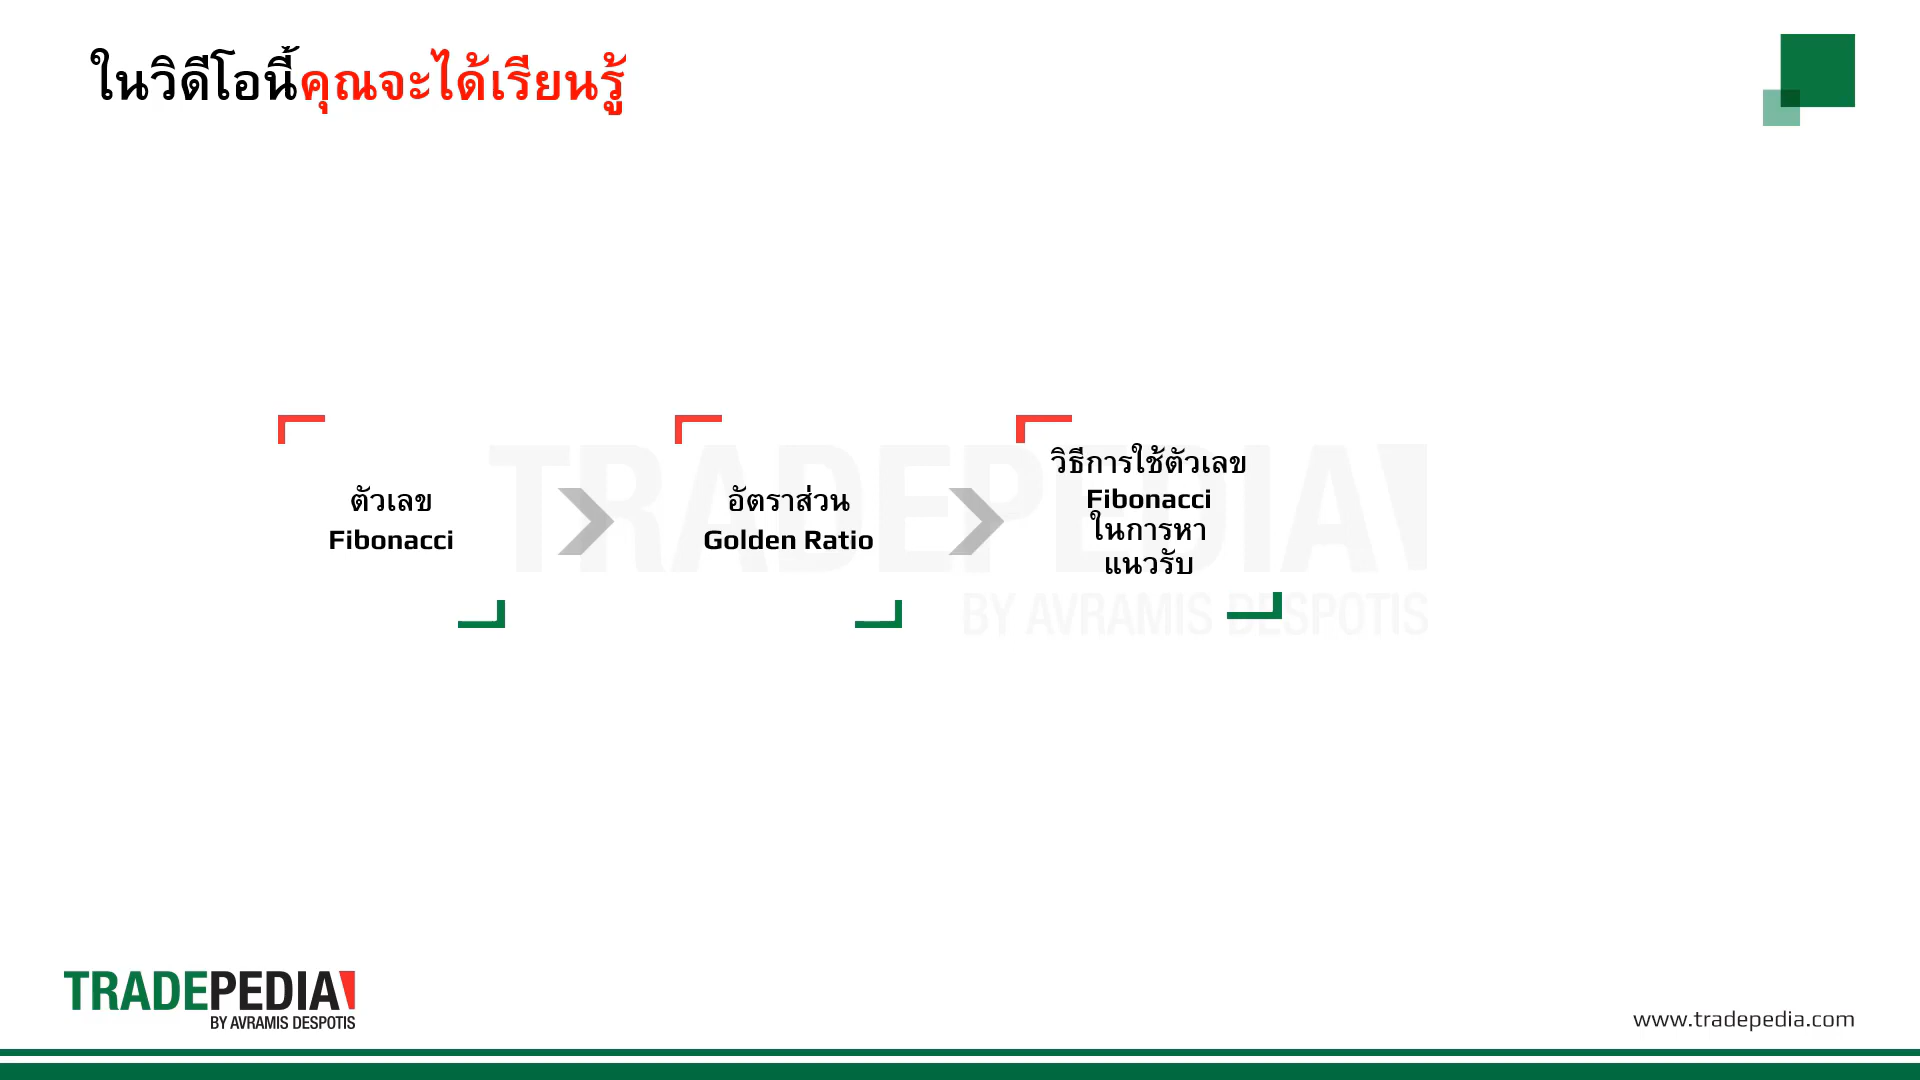 ในวิดีโอนี้คุณจะได้เรียนรู้
ตัวเลข
Fibonacci
อัตราส่วน
Golden Ratio
วิธีการใช้ตัวเลข
Fibonacci
ในการหา
แนวรับ
TRADEPEDIA
BY AVRAMIS DESPOTIS
TRADEPEDIA
BY AVRAMIS DESPOTIS
www.tradepedia.com